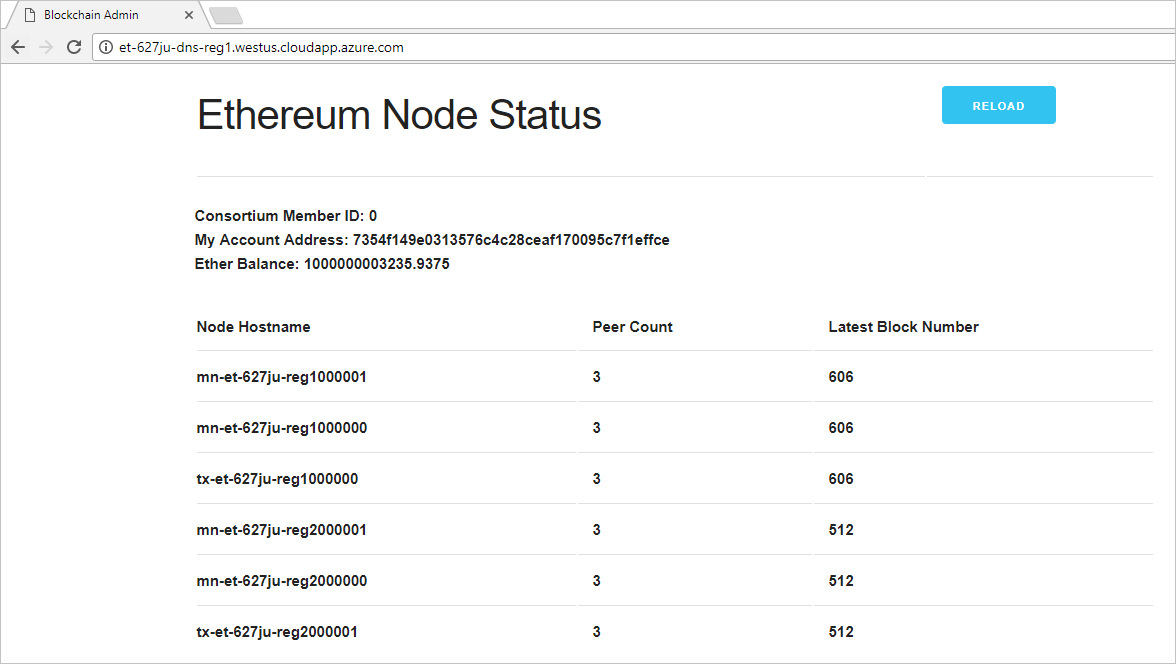 Blockchain Admin
et-627ju-dns-reg1.westus.cloudapp.azure.com
Ethereum Node Status
RELOAD
Consortium Member ID: 0
My Account Address: 7354f149e0313576c4c28ceaf170095c7f1effce
Ether Balance: 1000000003235.9375
Node Hostname Peer Count Latest Block Number
mn-et-627ju-reg1000001 3 606
mn-et-627ju-reg1000000 3 606
tx-et-627ju-reg1000000 3 606
mn-et-627ju-reg2000001 3 512
mn-et-627ju-reg2000000 3 512
tx-et-627ju-reg2000001 3 512